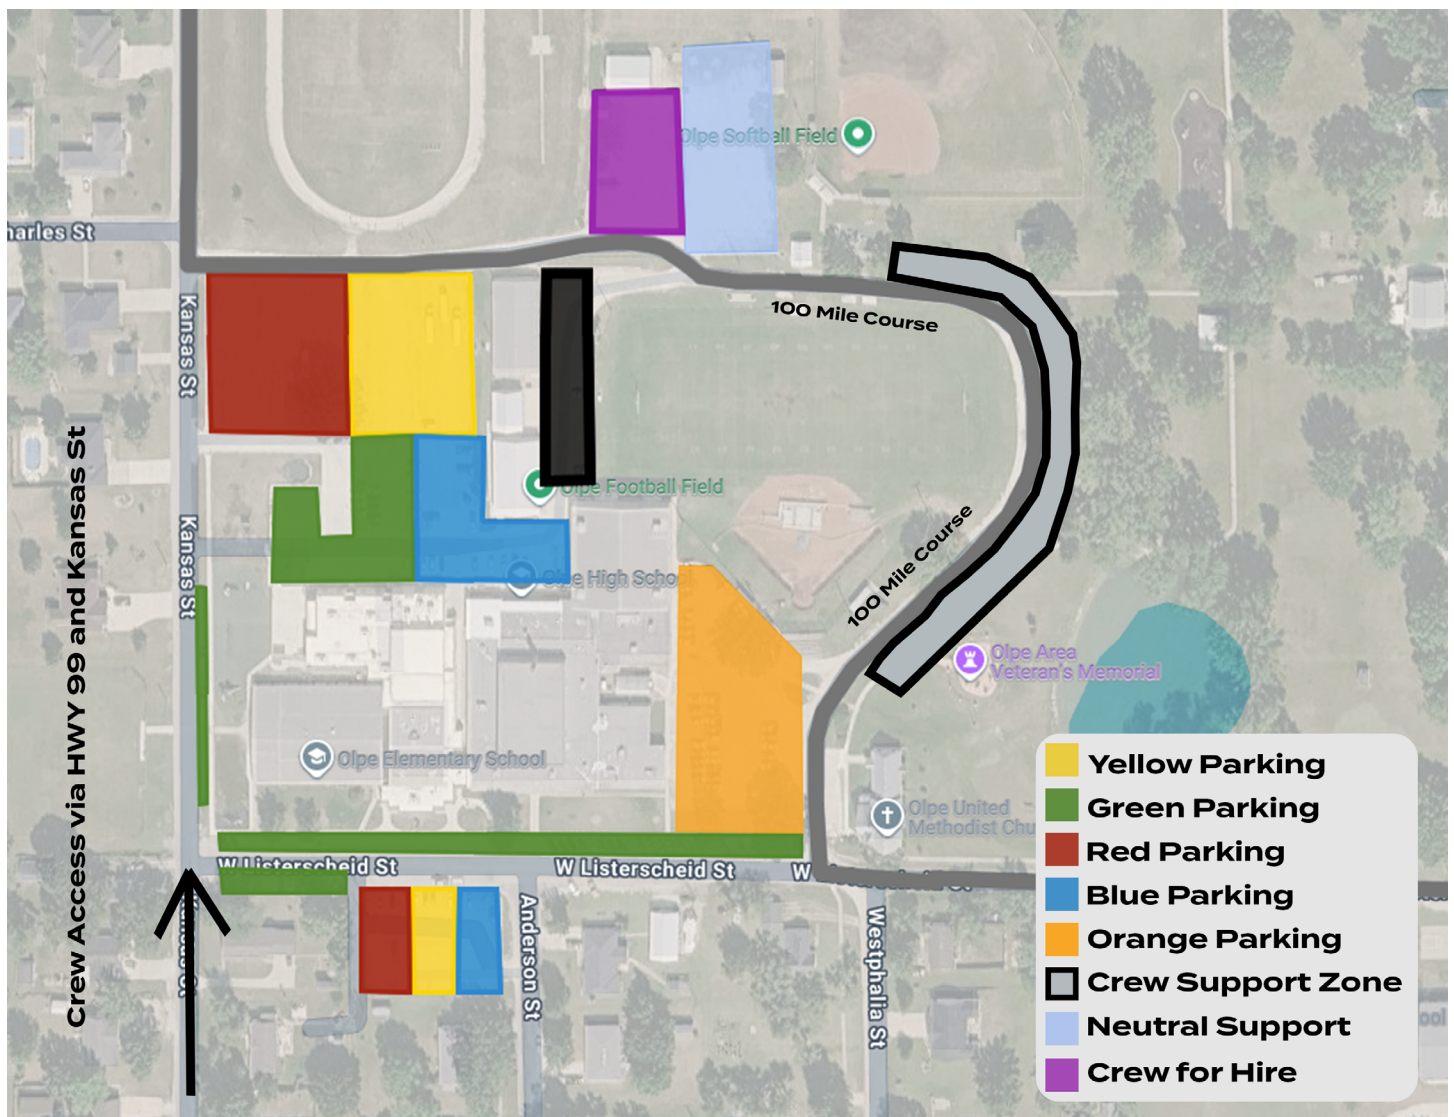 Olpe Softball Field
harles St
100 Mile Course
Kansas St
Crew Access via HWY 99 and Kansas St
Olpe Football Field
Kansas St
100 Mile Course
Olpe High School
Olpe Area
Veteran's Memorial
Olpe Elementary School
Olpe United
Methodist Chu
W Listerscheid St
W Listerscheid St
W
Anderson St
Westphalia St
Yellow Parking
Green Parking
Red Parking
Blue Parking
Orange Parking
Crew Support Zone
Neutral Support
Crew for Hire